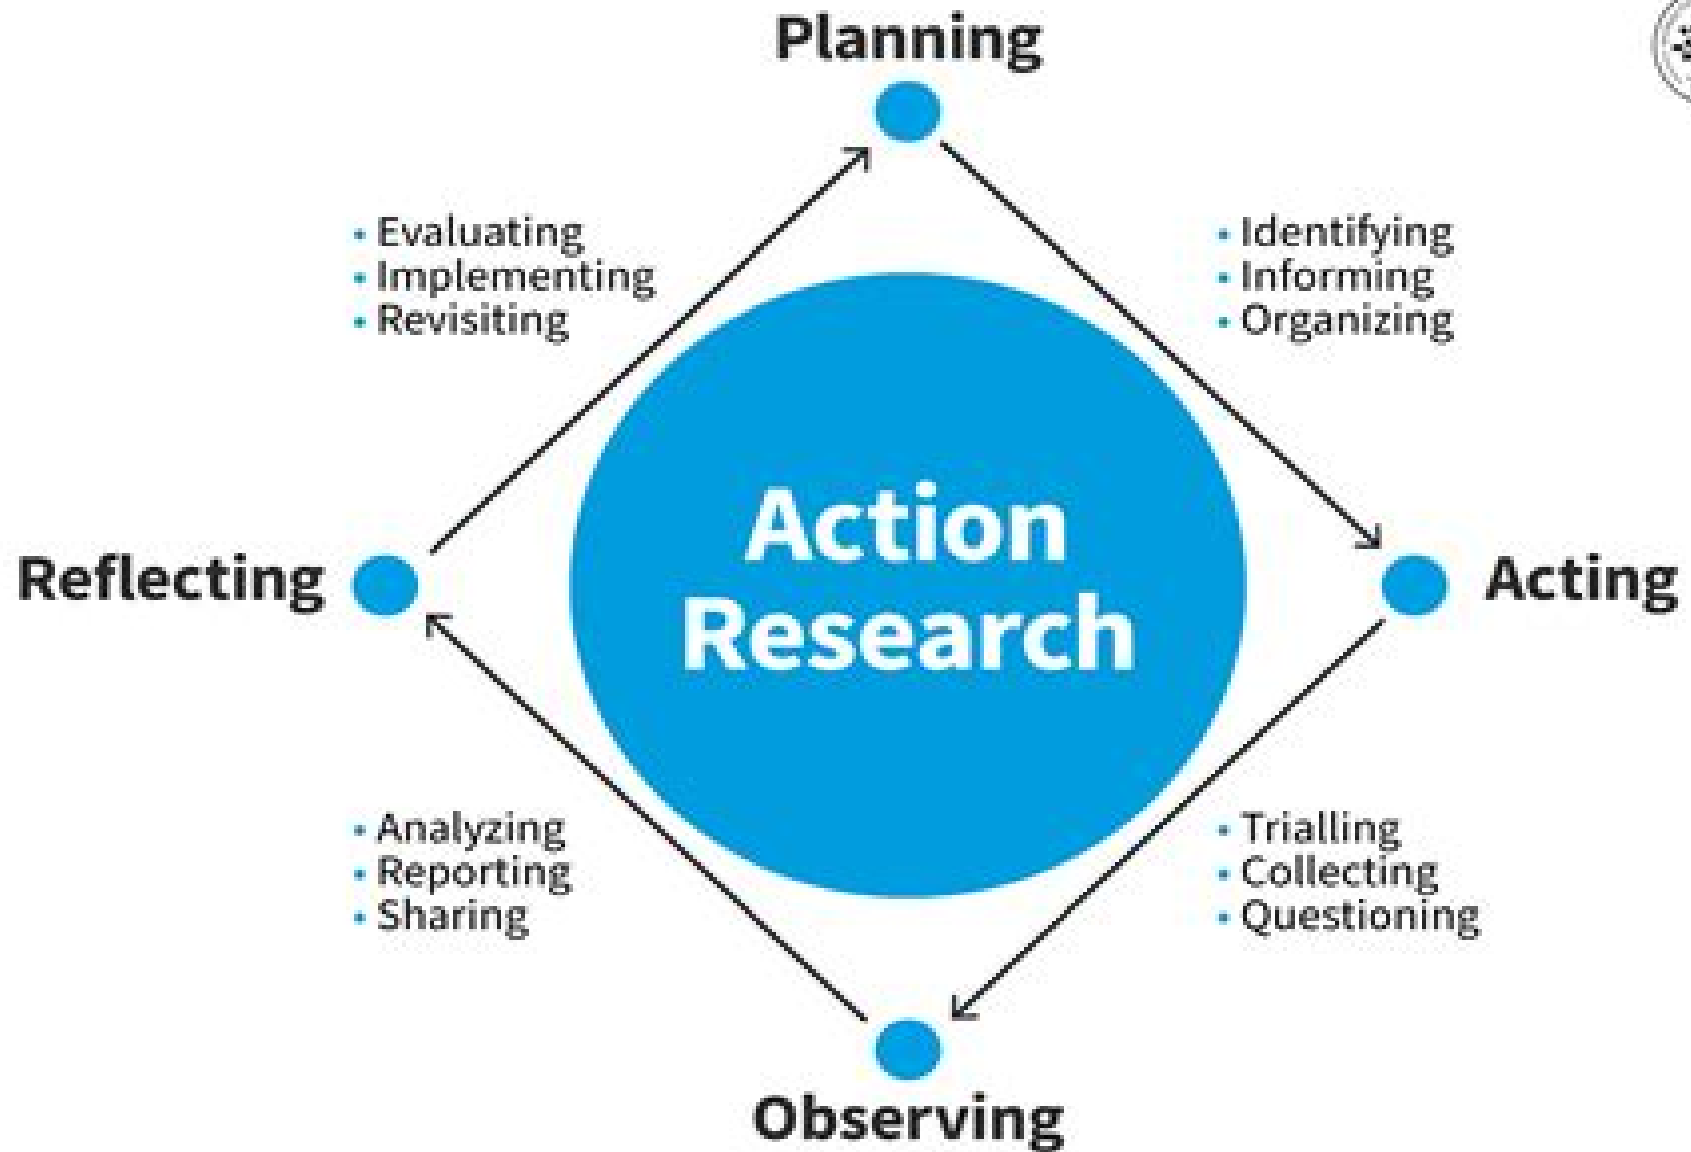 Planning
• Evaluating
• Implementing
• Revisiting
• Identifying
• Informing
• Organizing
Action
Research
Reflecting
Acting
• Analyzing
• Reporting
• Sharing
• Trialling
• Collecting
• Questioning
Observing